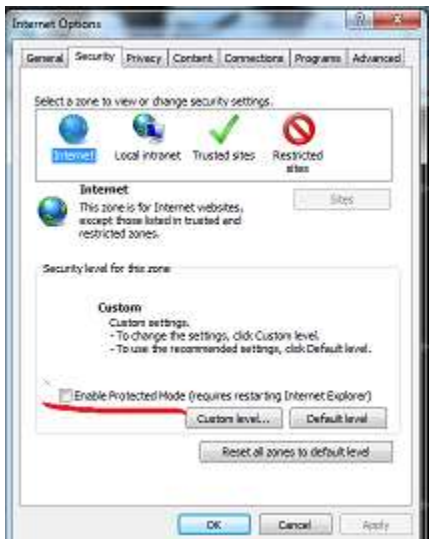 Internet Options
General Security Privacy Content Connections Programs Advanced
Select a zone to view or change security settings.
Internet Local intranet Trusted sites Restricted
sites
Internet
Sites
This zone is for Internet websites,
except those listed in trusted and
restricted zones.
Security level for this zone
Custom
Custom settings.
- To change the settings, click Custom level.
- To use the recommended settings, click Default level.
Enable Protected Mode (requires restarting Internet Explorer)
Custom level... Default level
Reset all zones to default level
OK Cancel Apply